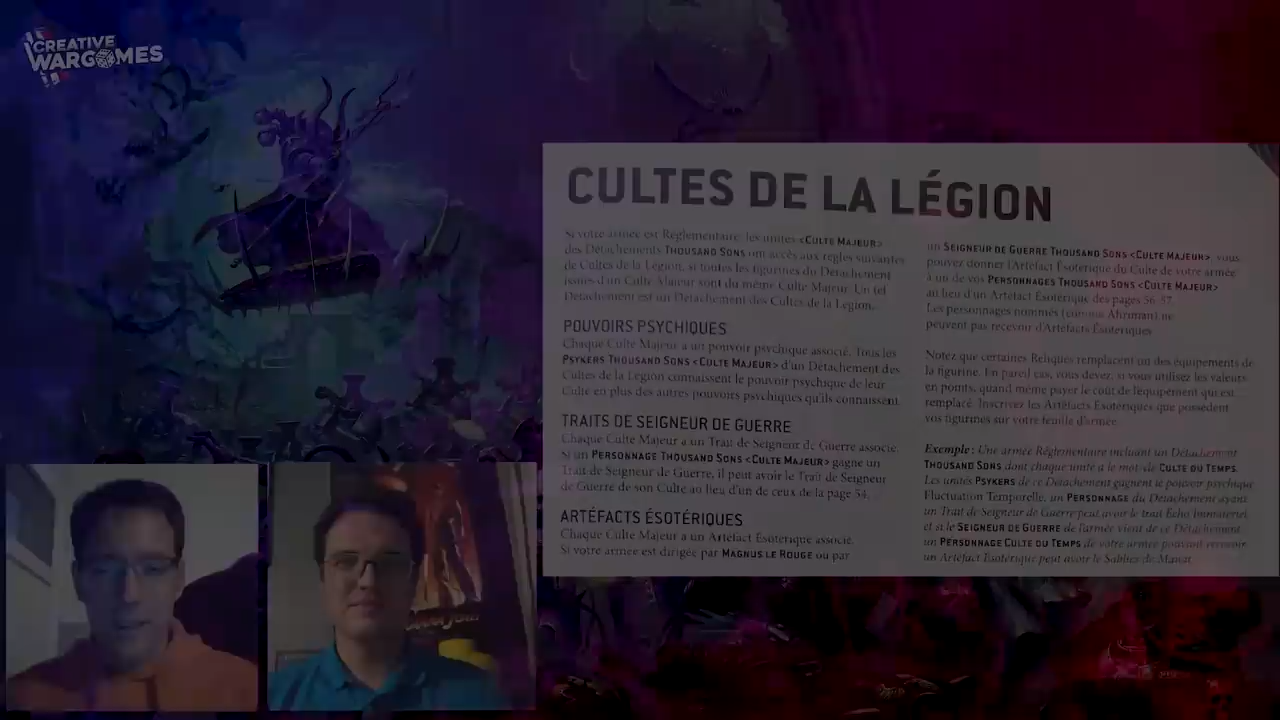 CREATIVE
WARGOMES
CULTES DE LA LÉGION
Si votre armée est Réglementaire, les unités <CULTE MAJEUR>
des Détachements THOUSAND SONS ont accès aux règles suivantes
de Cultes de la Légion, si toutes les figurines du Détachement
issues d'un Culte Majeur sont du même Culte Majeur. Un tel
Détachement est un Détachement des Cultes de la Légion.
POUVOIRS PSYCHIQUES
Chaque Culte Majeur a un pouvoir psychique associé. Tous les
PSYKERS THOUSAND SONS <CULTE MAJEUR> d'un Détachement des
Cultes de la Légion connaissent le pouvoir psychique de leur
Culte en plus des autres pouvoirs psychiques qu'ils connaissent.
TRAITS DE SEIGNEUR DE GUERRE
Chaque Culte Majeur a un Trait de Seigneur de Guerre associé.
Si un PERSONNAGE THOUSAND SONS <CULTE MAJEUR> gagne un
Trait de Seigneur de Guerre, il peut avoir le Trait de Seigneur
de Guerre de son Culte au lieu d'un de ceux de la page 54.
ARTÉFACTS ÉSOTÉRIQUES
Chaque Culte Majeur a un Artéfact Ésotérique associé.
Si votre armée est dirigée par MAGNUS LE ROUGE ou par
un SEIGNEUR DE GUERRE THOUSAND SONS <CULTE MAJEUR>, vous
pouvez donner l'Artéfact Ésotérique du Culte de votre armée
à un de vos PERSONNAGES THOUSAND SONS <CULTE MAJEUR>
au lieu d'un Artéfact Ésotérique des pages 56-57.
Les personnages nommés (comme Ahriman) ne
peuvent pas recevoir d'Artéfacts Ésotériques.
Notez que certaines Reliques remplacent un des équipements de
la figurine. En pareil cas, vous devez, si vous utilisez les valeurs
en points, quand même payer le coût de l'équipement qui est
remplacé. Inscrivez les Artéfacts Ésotériques que possèdent
vos figurines sur votre feuille d'armée.
Exemple : Une armée Réglementaire incluant un Détachement
THOUSAND SONS dont chaque unité a le mot-clé CULTE DU TEMPS.
Les unités PSYKERS de ce Détachement gagnent le pouvoir psychique
Fluctuation Temporelle, un PERSONNAGE du Détachement ayant
un Trait de Seigneur de Guerre peut avoir le trait Écho Immatériel,
et si le SEIGNEUR DE GUERRE de l'armée vient de ce Détachement,
un PERSONNAGE CULTE DU TEMPS de votre armée pouvant recevoir
un Artéfact Ésotérique peut avoir le Sablier de Manat.